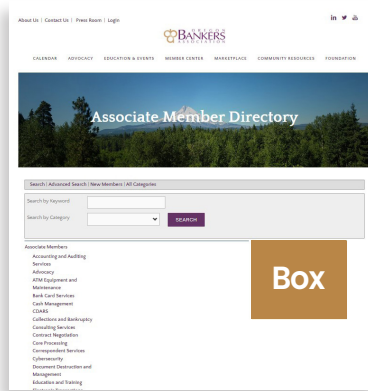 About Us | Contact Us | Press Room | Login
OREGON
BANKERS
ASSOCIATION
CALENDAR ADVOCACY EDUCATION & EVENTS MEMBER CENTER MARKETPLACE COMMUNITY RESOURCES FOUNDATION
Associate Member Directory
Search | Advanced Search | New Members | All Categories
Search by Keyword
Search by Category
SEARCH
Associate Members
Accounting and Auditing
Services
Advocacy
ATM Equipment and
Maintenance
Bank Card Services
Cash Management
CDARS
Collections and Bankruptcy
Consulting Services
Contract Negotiation
Core Processing
Correspondent Services
Cybersecurity
Document Destruction and
Management
Education and Training
Box